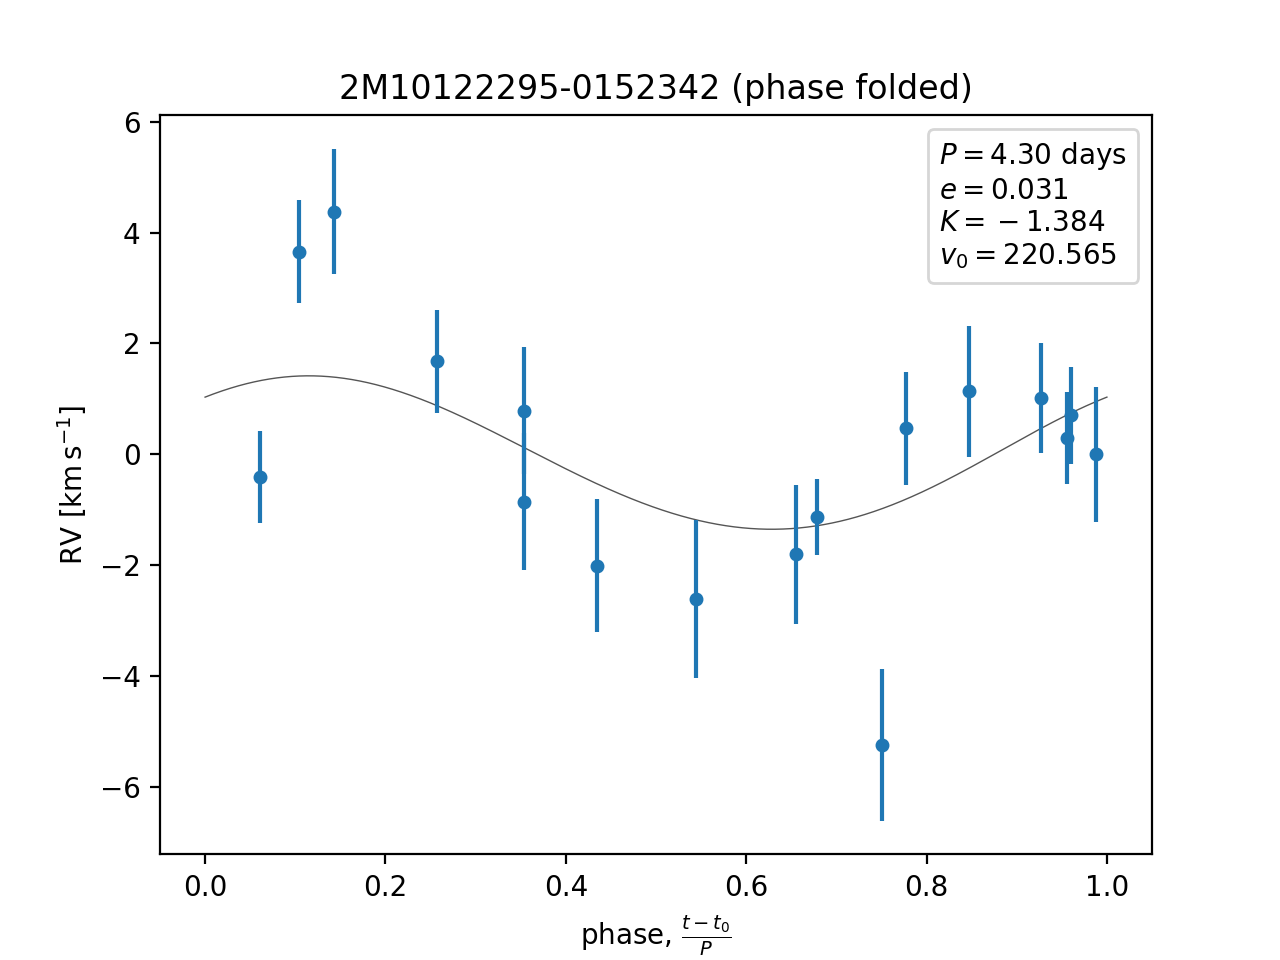 2M10122295-0152342 (phase folded)
P = 4.30 days
e = 0.031
K = −1.384
v₀ = 220.565
RV [km s⁻¹]
6
4
2
0
−2
−4
−6
0.0 0.2 0.4 0.6 0.8 1.0
phase, (t − t₀)/P